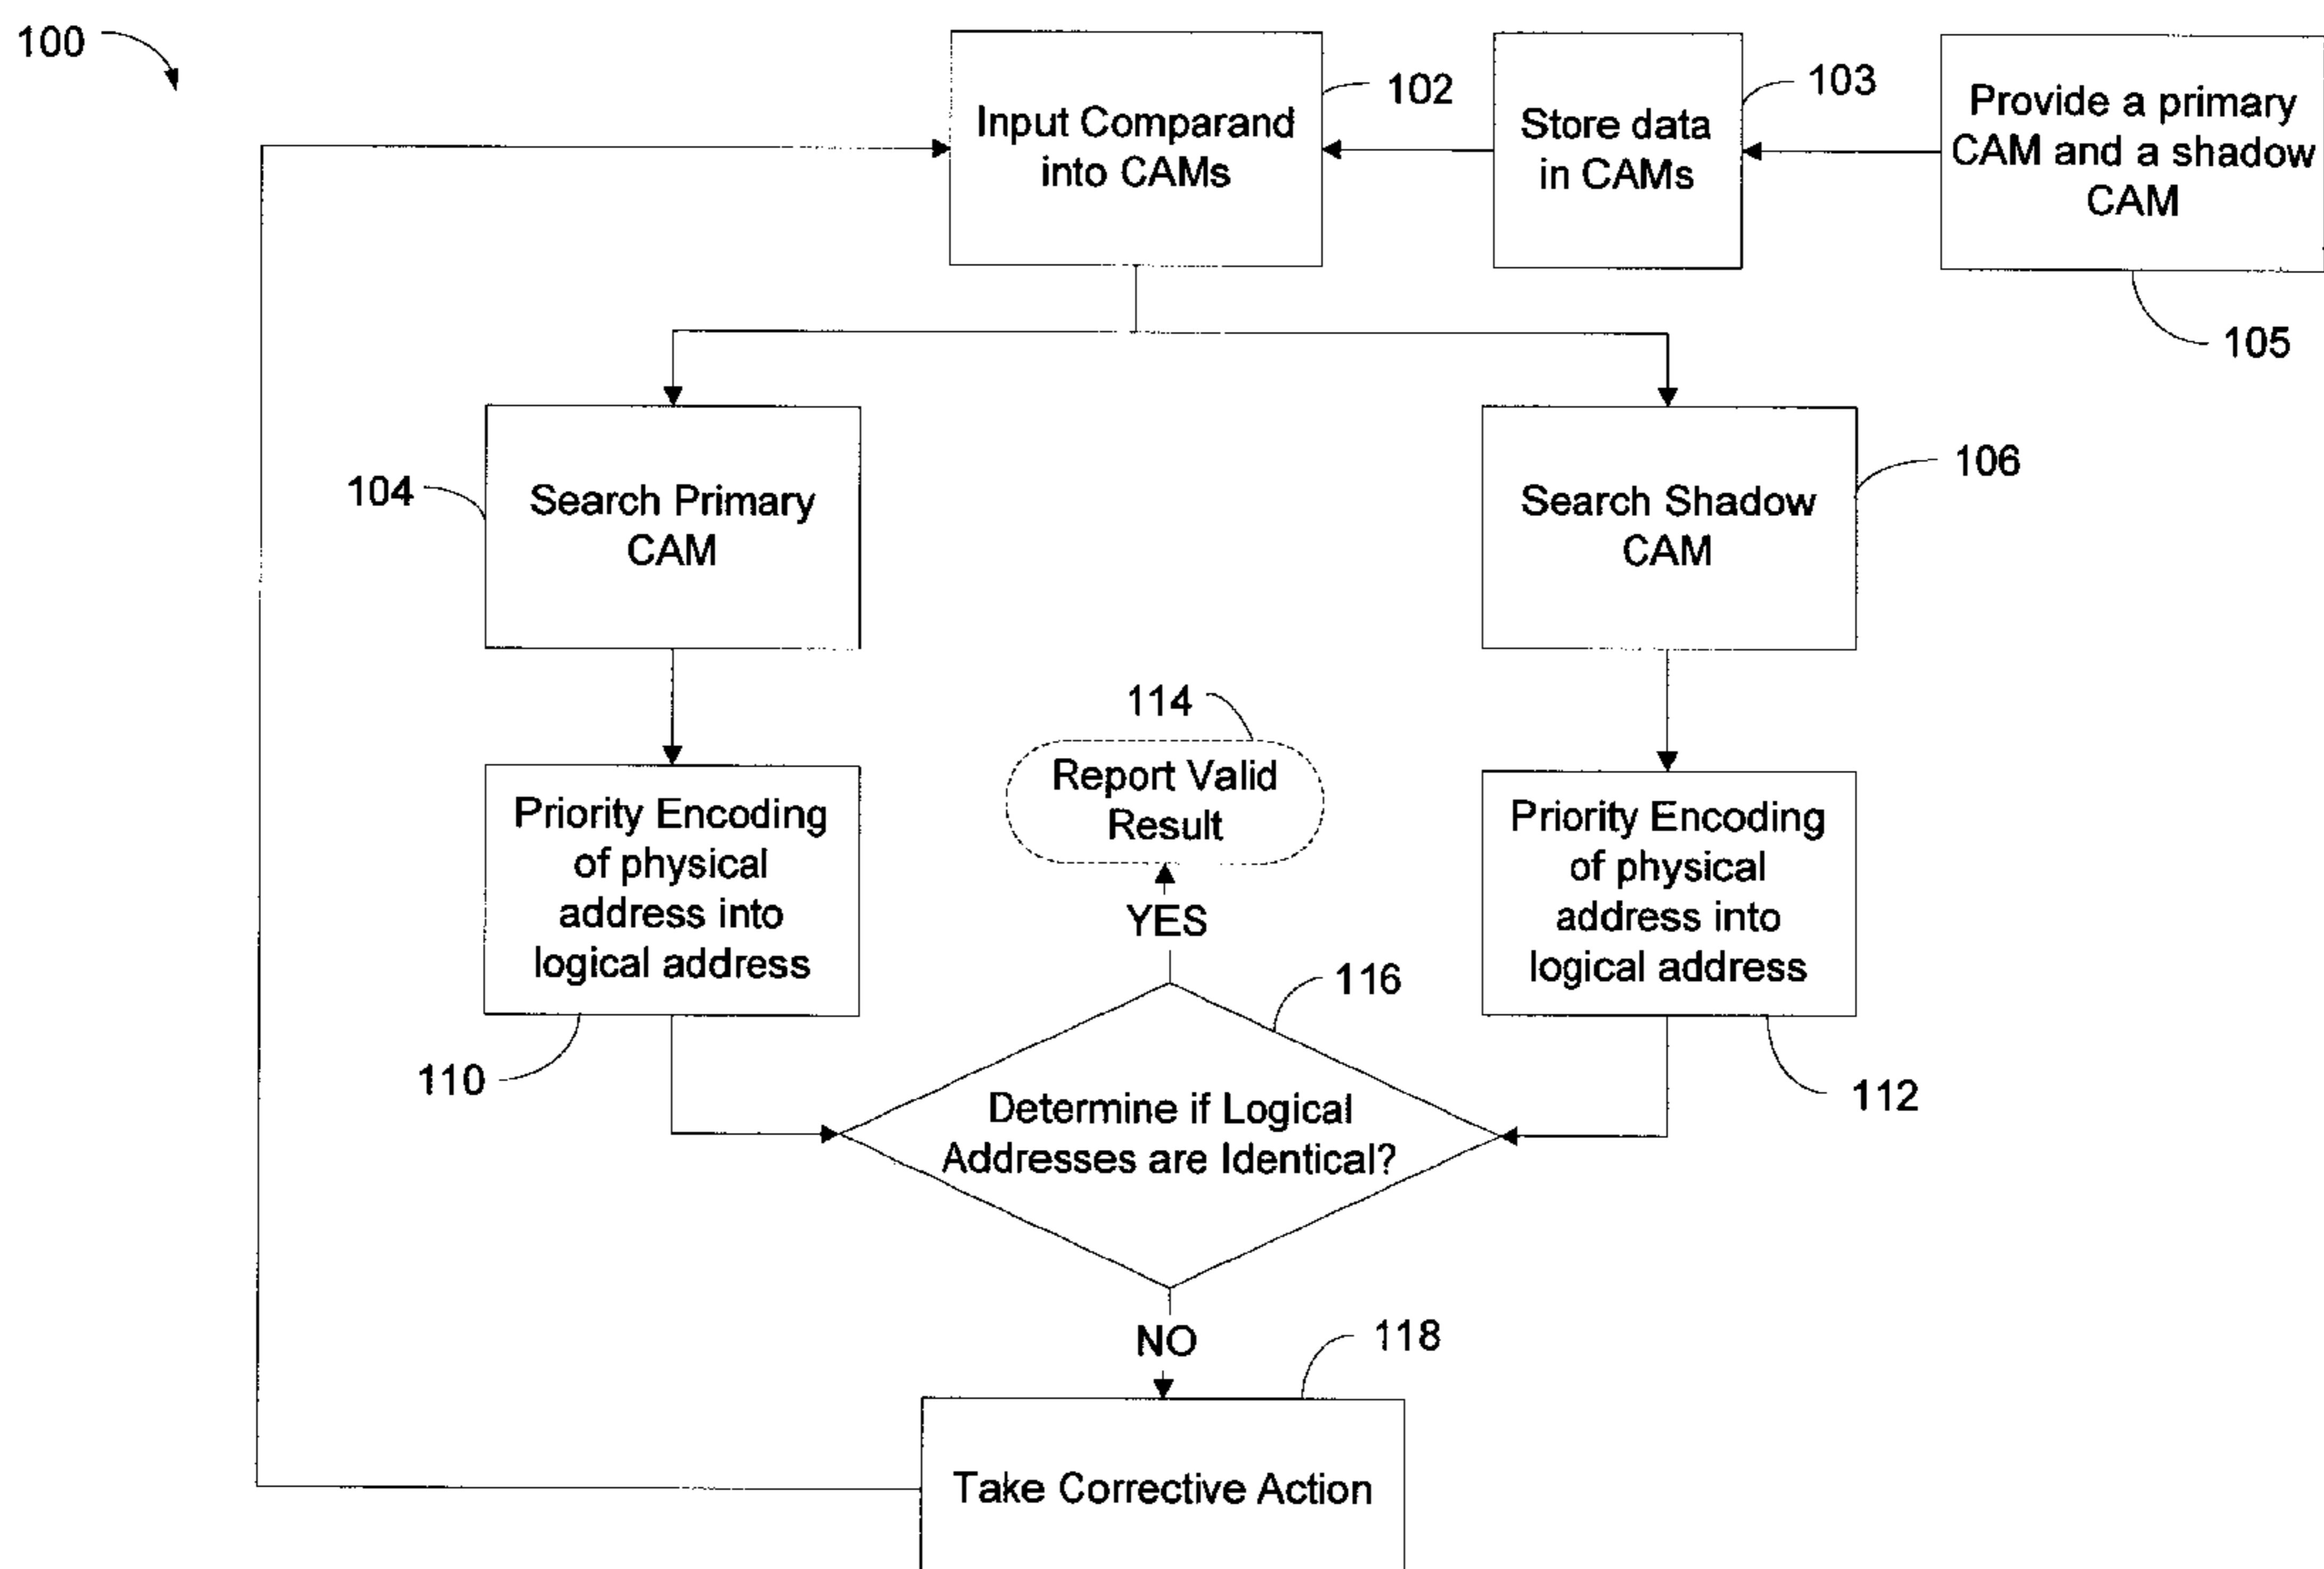 100
Input Comparand
into CAMs
102
Store data
in CAMs
103
Provide a primary
CAM and a shadow
CAM
105
104
Search Primary
CAM
Search Shadow
CAM
106
114
Report Valid
Result
YES
Priority Encoding
of physical
address into
logical address
110
Priority Encoding
of physical
address into
logical address
112
116
Determine if Logical
Addresses are Identical?
NO
118
Take Corrective Action